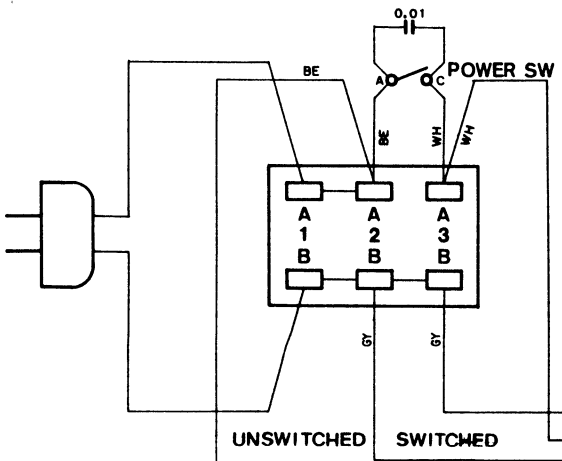 0.01
A C POWER SW
BE
BE WH WH
A A A
1 2 3
B B B
GY GY
UNSWITCHED SWITCHED